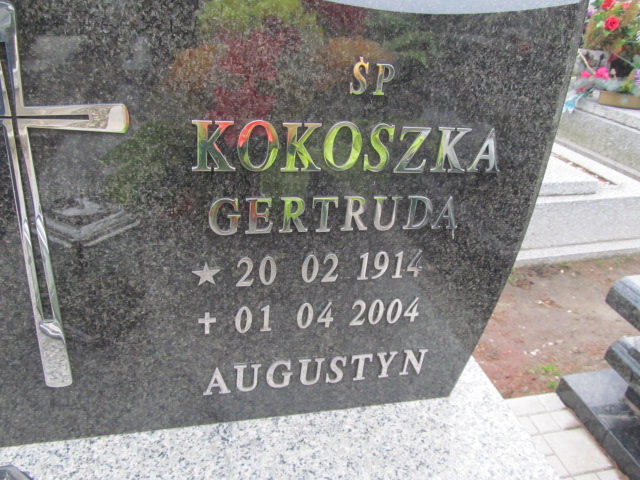 ŚP
KOKOSZKA
GERTRUDA
★ 20 02 1914
✝ 01 04 2004
AUGUSTYN